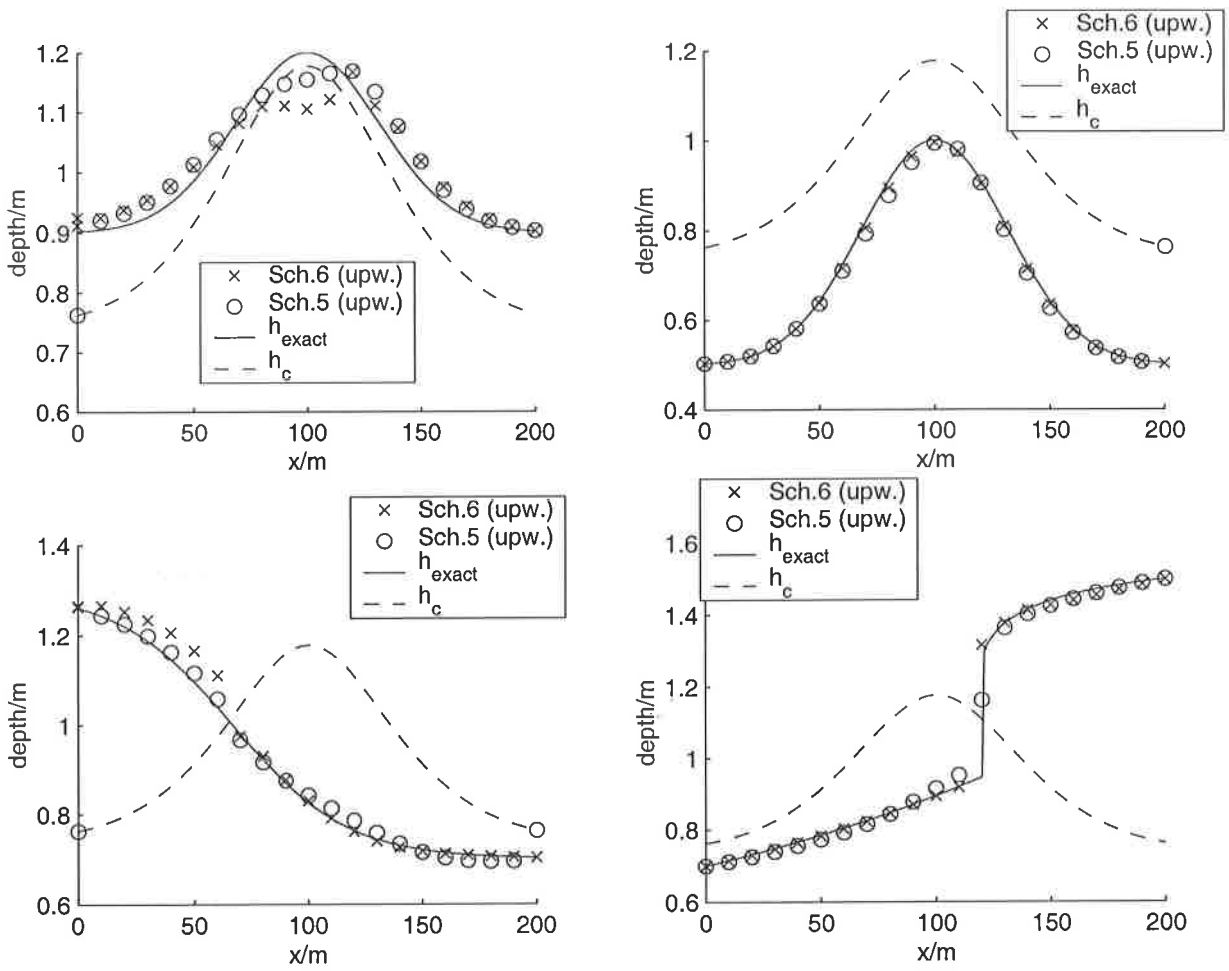 depth/m
1.2
1.1
1
0.9
0.8
0.7
0.6
0
50
100
150
200
x/m
Sch.6 (upw.)
Sch.5 (upw.)
h_exact
h_c
Sch.6 (upw.)
Sch.5 (upw.)
h_exact
h_c
depth/m
1.2
1
0.8
0.6
0.4
0
50
100
150
200
x/m
Sch.6 (upw.)
Sch.5 (upw.)
h_exact
h_c
depth/m
1.4
1.2
1
0.8
0.6
0
50
100
150
200
x/m
Sch.6 (upw.)
Sch.5 (upw.)
h_exact
h_c
depth/m
1.6
1.4
1.2
1
0.8
0.6
0
50
100
150
200
x/m